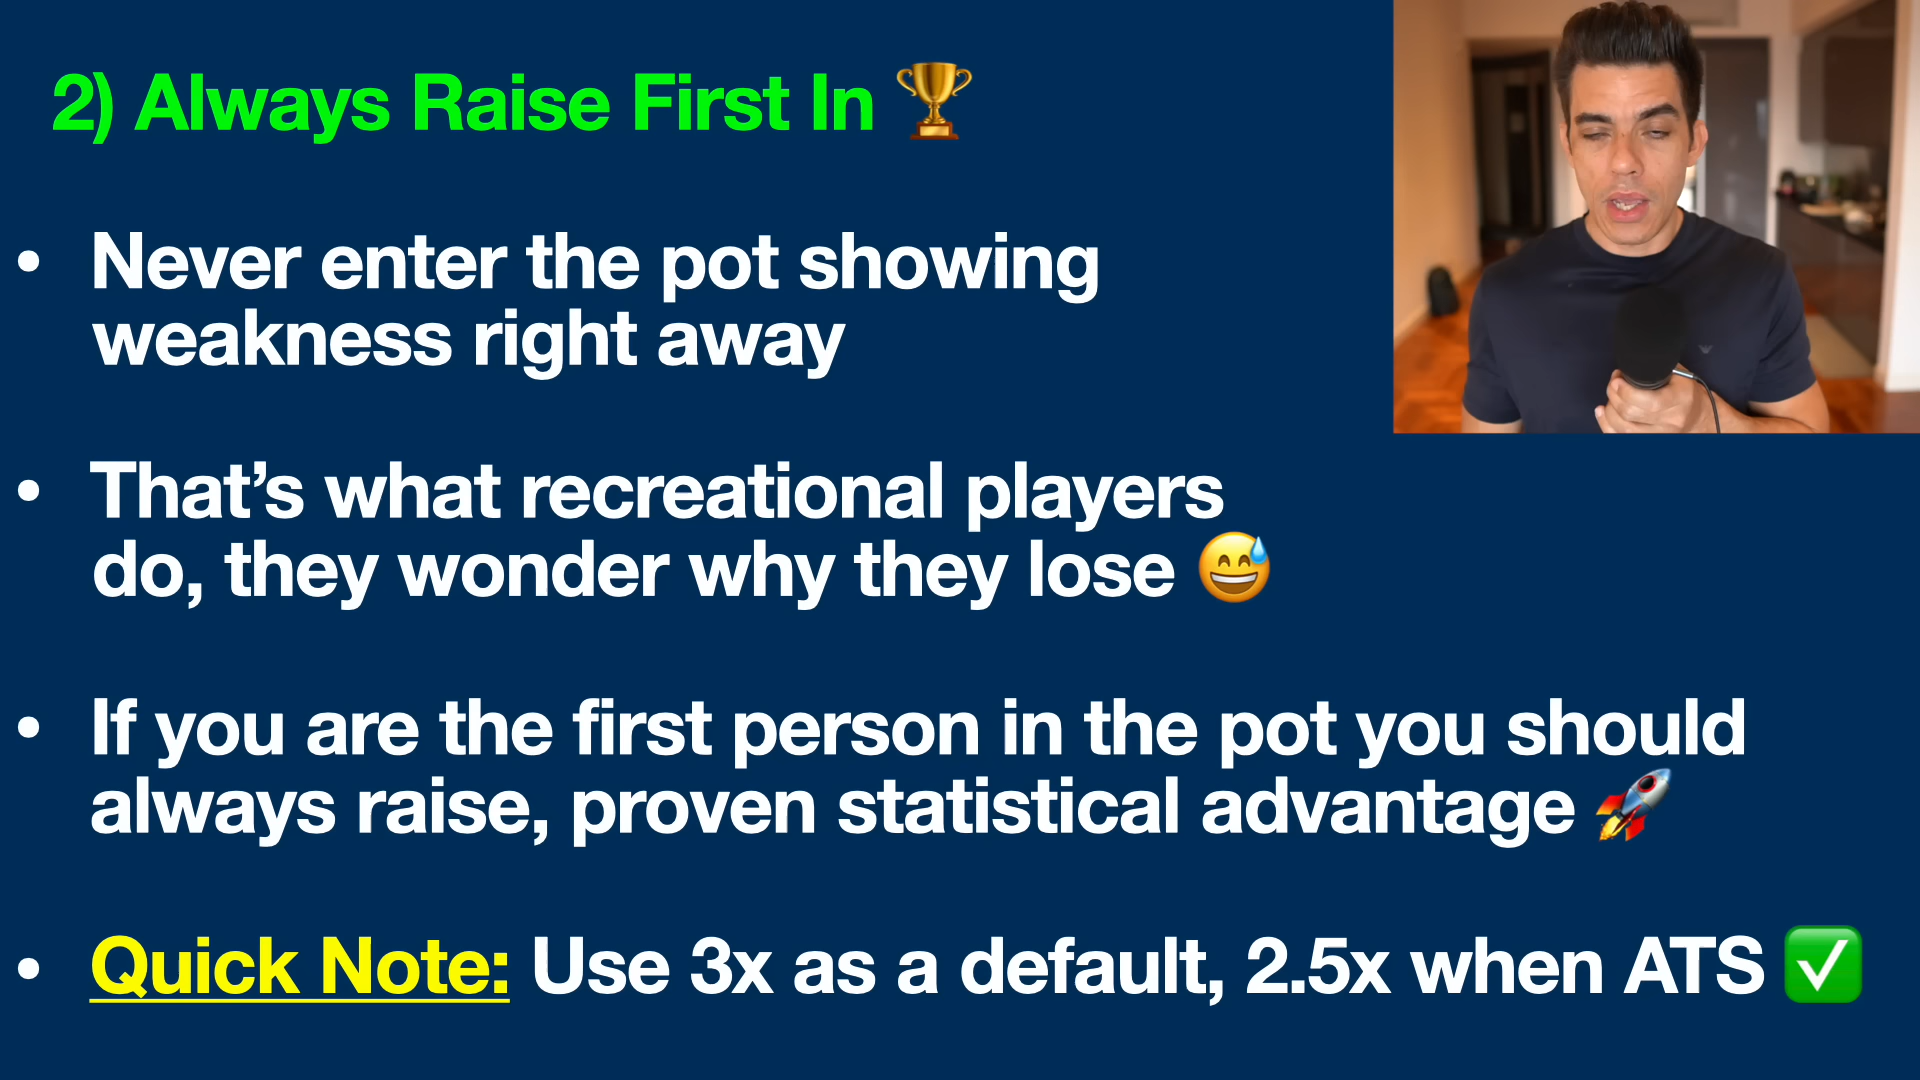 2) Always Raise First In 🏆
• Never enter the pot showing
weakness right away
• That’s what recreational players
do, they wonder why they lose 😅
• If you are the first person in the pot you should
always raise, proven statistical advantage 🚀
• Quick Note: Use 3x as a default, 2.5x when ATS ✅